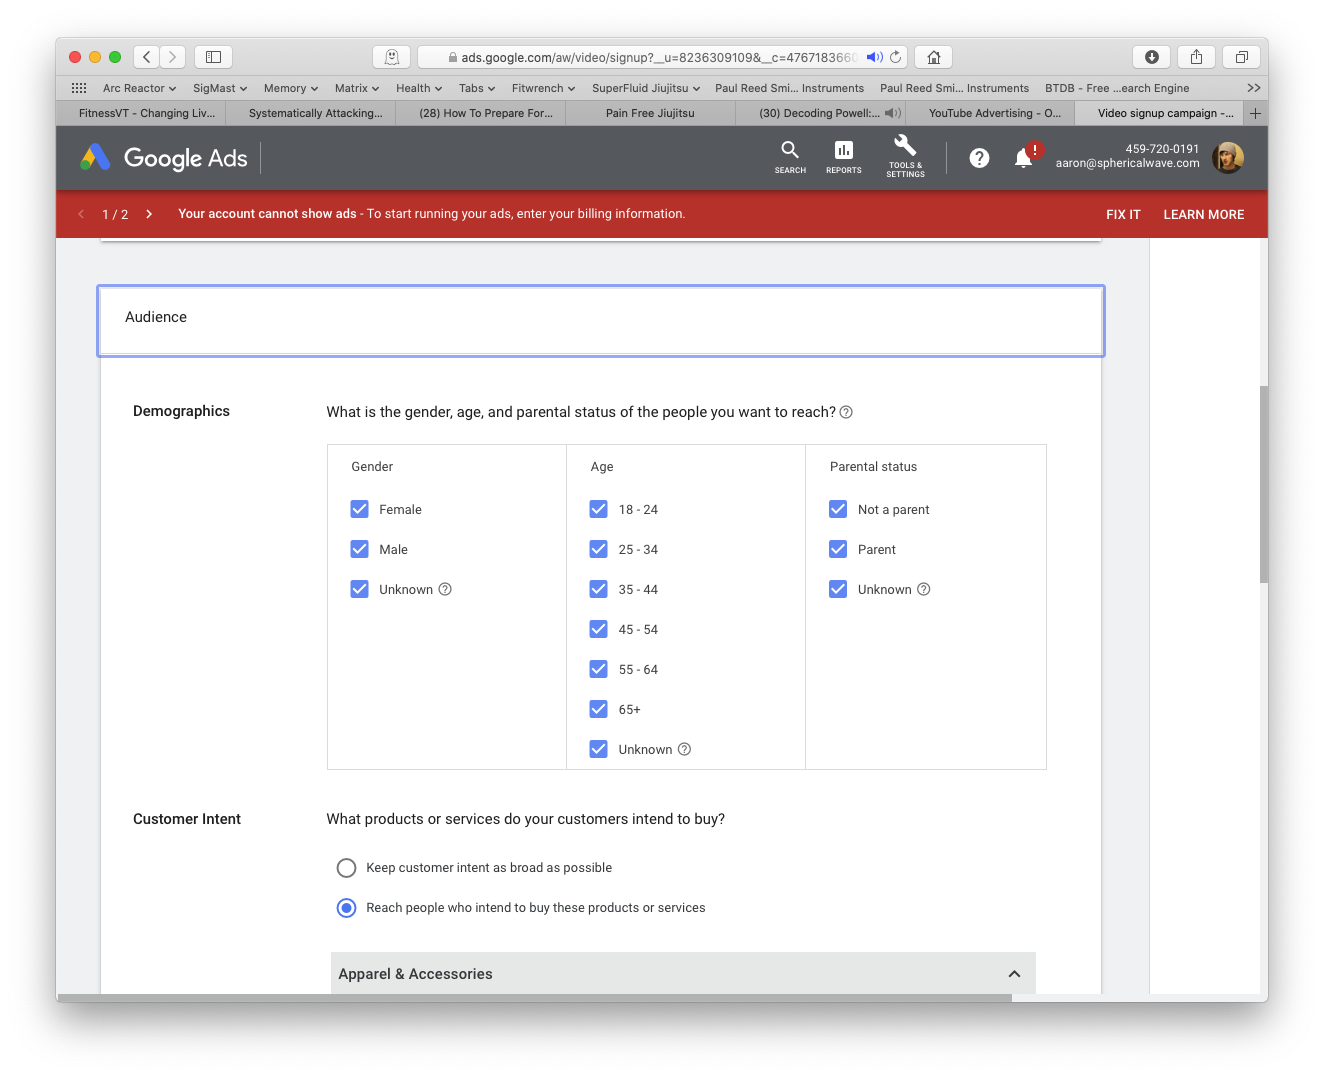 ads.google.com/aw/video/signup?__u=8236309109&__c=4767183660
Arc Reactor SigMast Memory Matrix Health Tabs Fitwrench SuperFluid Jiujitsu Paul Reed Smi... Instruments Paul Reed Smi... Instruments BTDB - Free ...earch Engine
FitnessVT - Changing Liv... Systematically Attacking... (28) How To Prepare For... Pain Free Jiujitsu (30) Decoding Powell:... YouTube Advertising - O... Video signup campaign -...
Google Ads
SEARCH
REPORTS
TOOLS &
SETTINGS
459-720-0191
aaron@sphericalwave.com
1 / 2 Your account cannot show ads - To start running your ads, enter your billing information. FIX IT LEARN MORE
Audience
Demographics
What is the gender, age, and parental status of the people you want to reach?
Gender
Female
Male
Unknown
Age
18 - 24
25 - 34
35 - 44
45 - 54
55 - 64
65+
Unknown
Parental status
Not a parent
Parent
Unknown
Customer Intent
What products or services do your customers intend to buy?
Keep customer intent as broad as possible
Reach people who intend to buy these products or services
Apparel & Accessories